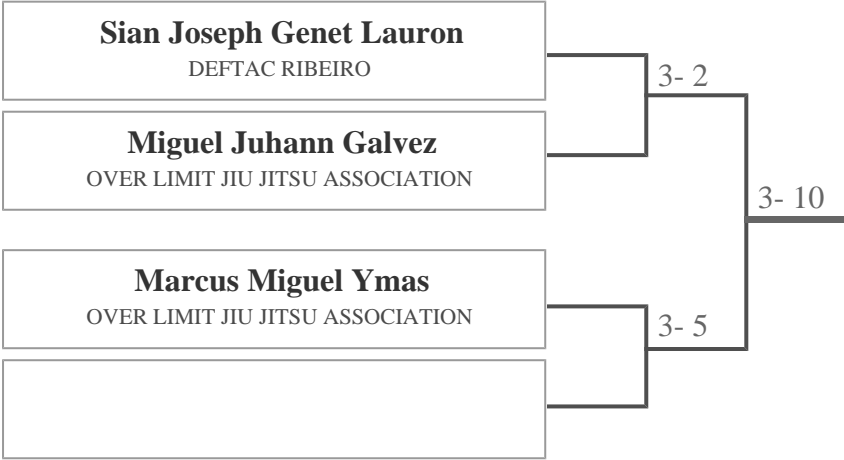 Sian Joseph Genet Lauron
DEFTAC RIBEIRO
3- 2
Miguel Juhann Galvez
OVER LIMIT JIU JITSU ASSOCIATION
3- 10
Marcus Miguel Ymas
OVER LIMIT JIU JITSU ASSOCIATION
3- 5